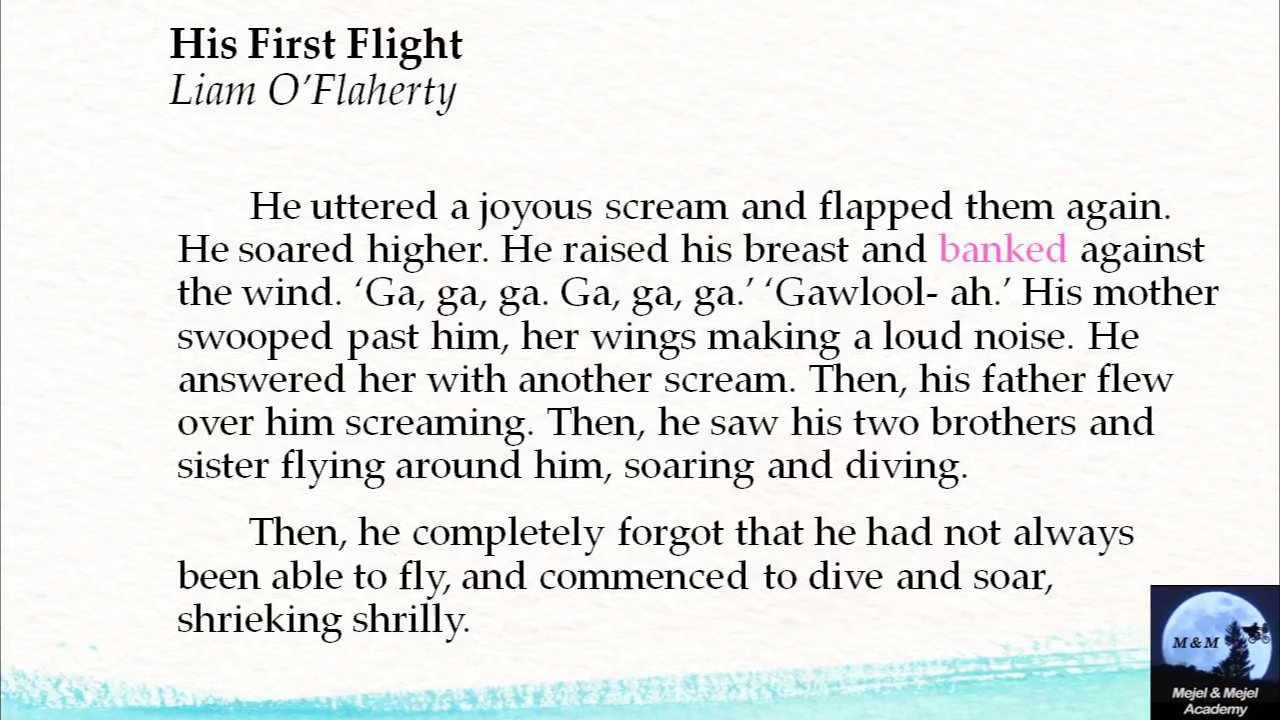 His First Flight
Liam O’Flaherty
He uttered a joyous scream and flapped them again.
He soared higher. He raised his breast and banked against
the wind. ‘Ga, ga, ga. Ga, ga, ga.’ ‘Gawlool- ah.’ His mother
swooped past him, her wings making a loud noise. He
answered her with another scream. Then, his father flew
over him screaming. Then, he saw his two brothers and
sister flying around him, soaring and diving.
Then, he completely forgot that he had not always
been able to fly, and commenced to dive and soar,
shrieking shrilly.
M & M
Mejel & Mejel
Academy